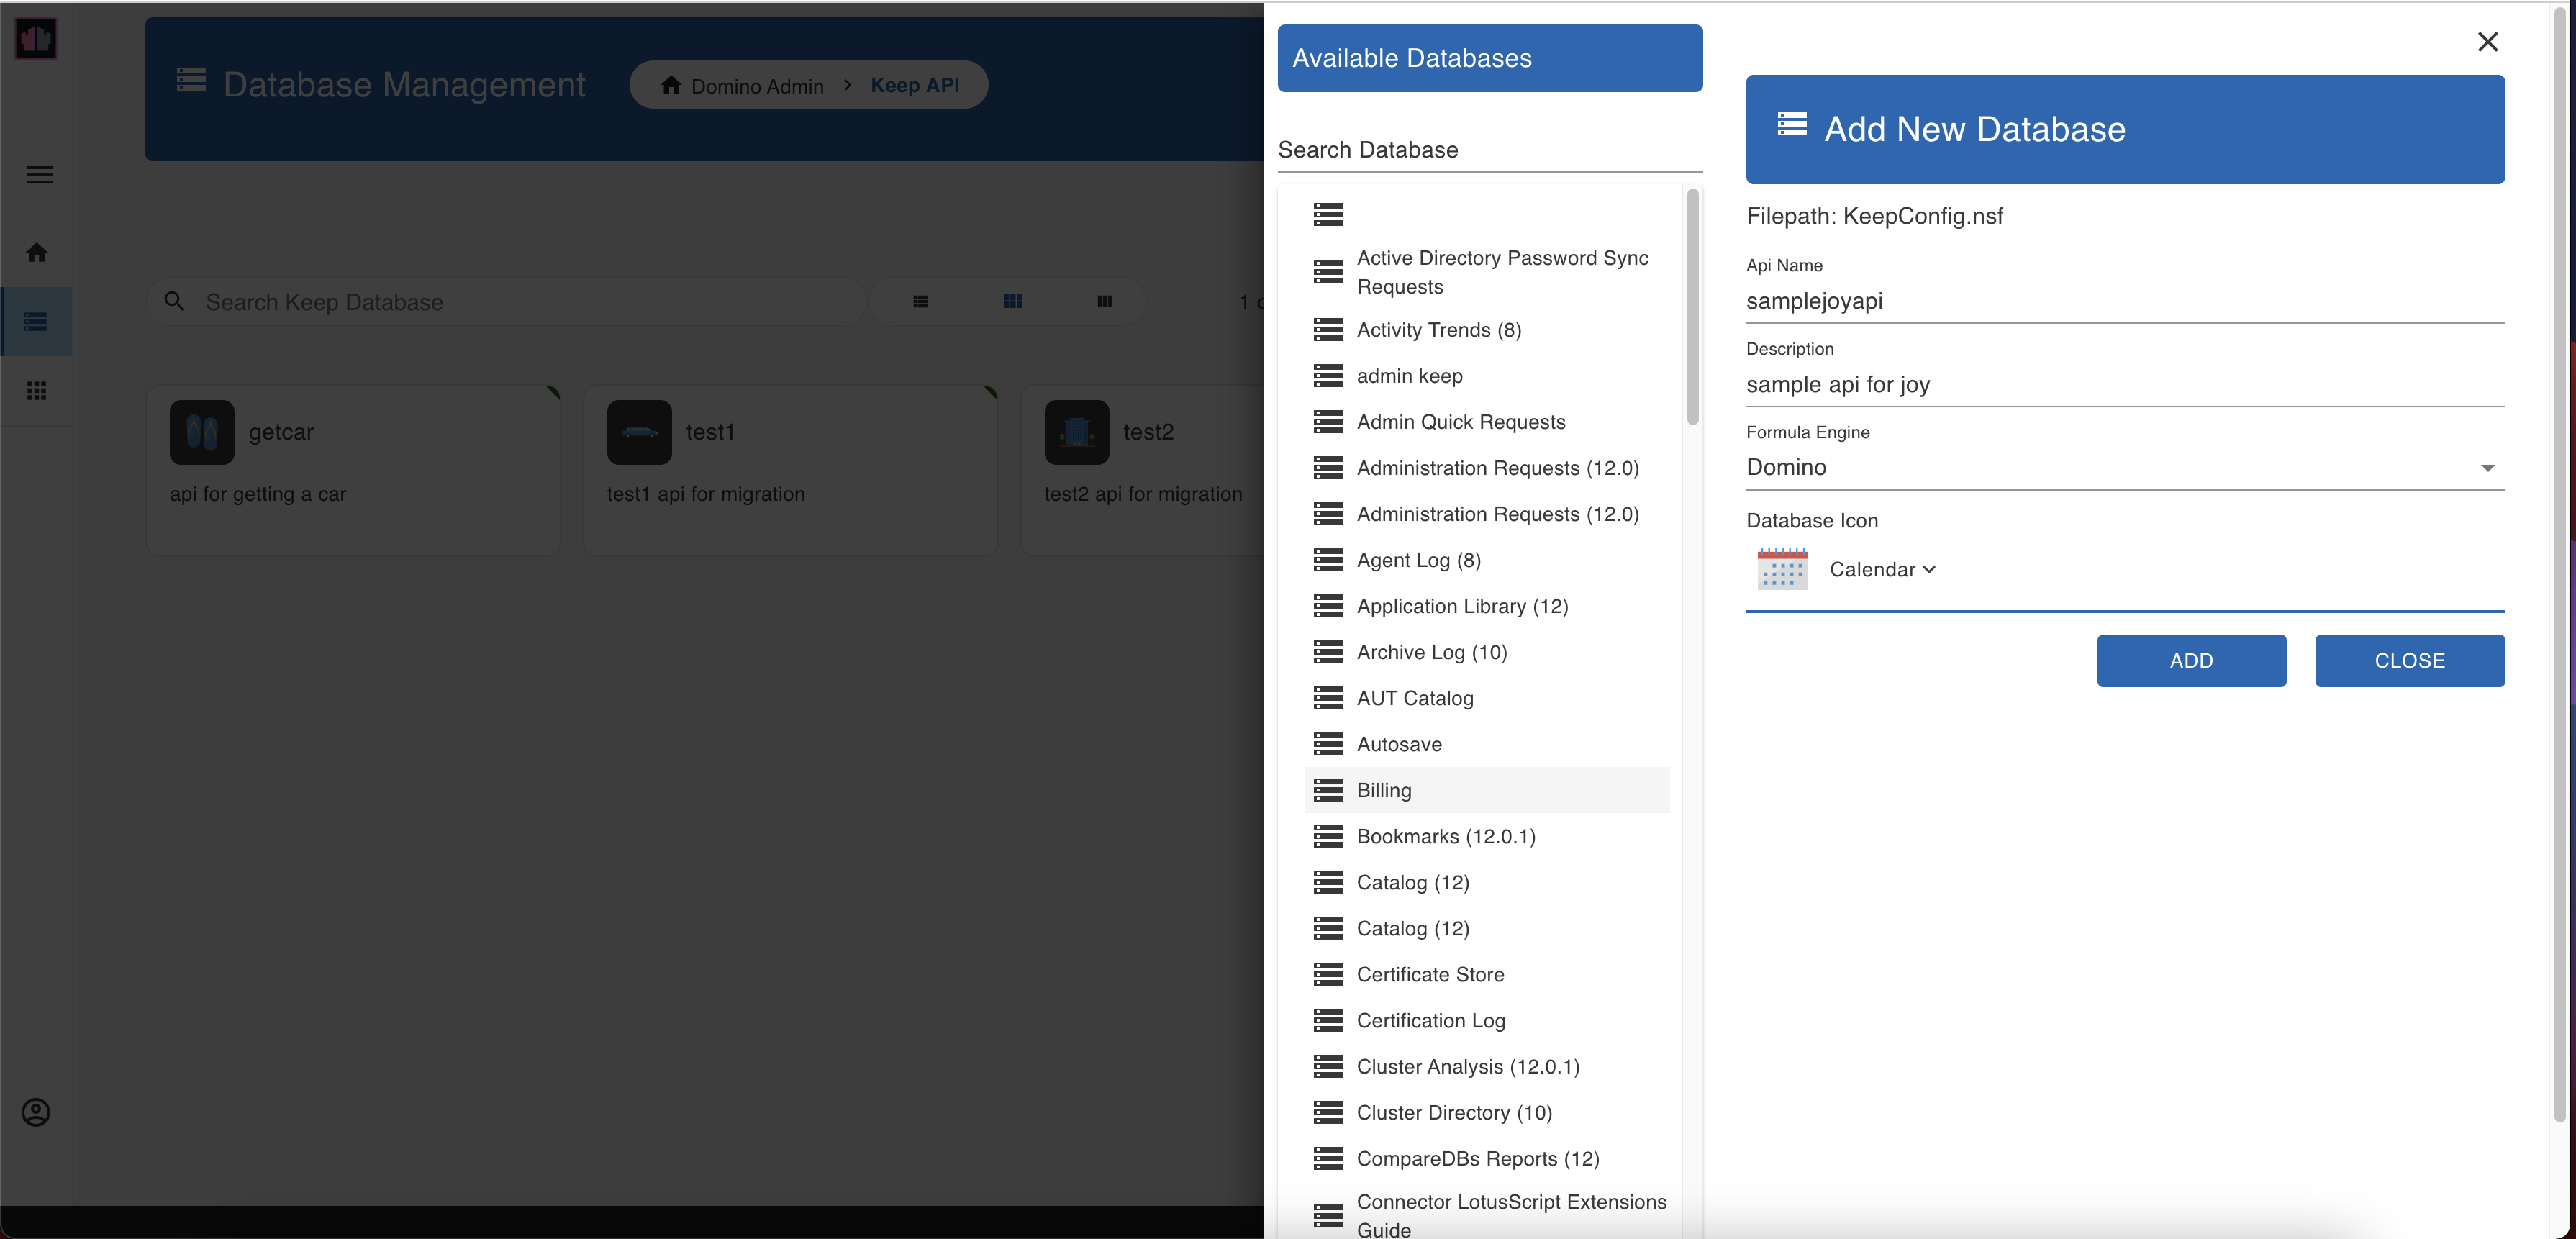 Database Management
Domino Admin > Keep API
Search Keep Database
1
getcar
api for getting a car
test1
test1 api for migration
test2
test2 api for migration
Available Databases
Search Database
Active Directory Password Sync
Requests
Activity Trends (8)
admin keep
Admin Quick Requests
Administration Requests (12.0)
Administration Requests (12.0)
Agent Log (8)
Application Library (12)
Archive Log (10)
AUT Catalog
Autosave
Billing
Bookmarks (12.0.1)
Catalog (12)
Catalog (12)
Certificate Store
Certification Log
Cluster Analysis (12.0.1)
Cluster Directory (10)
CompareDBs Reports (12)
Connector LotusScript Extensions
Guide
Add New Database
Filepath: KeepConfig.nsf
Api Name
samplejoyapi
Description
sample api for joy
Formula Engine
Domino
Database Icon
Calendar
ADD
CLOSE